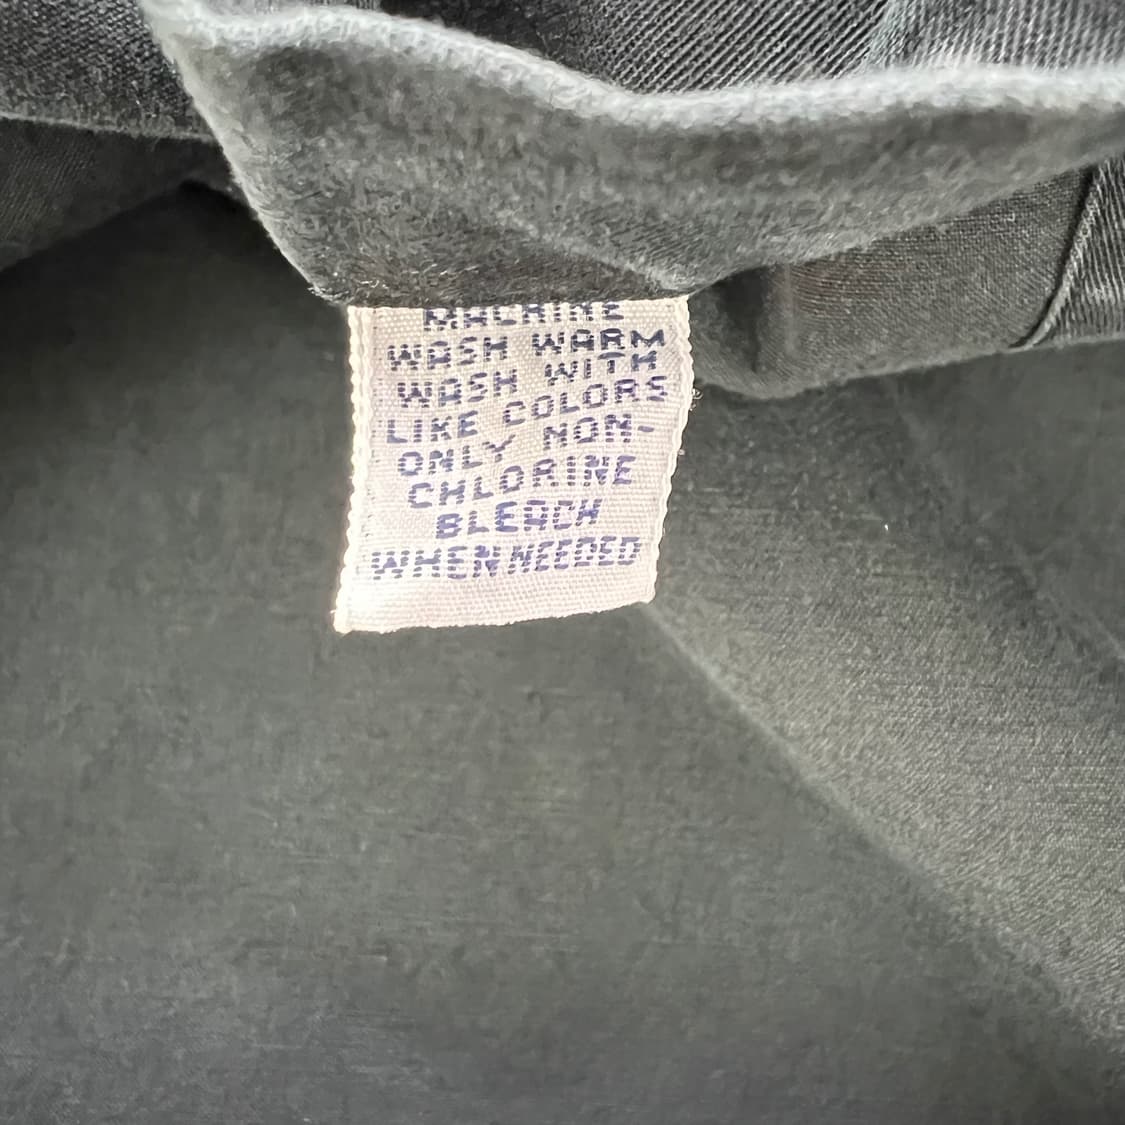 MACHINE
WASH WARM
WASH WITH
LIKE COLORS
ONLY NON-
CHLORINE
BLEACH
WHEN NEEDED